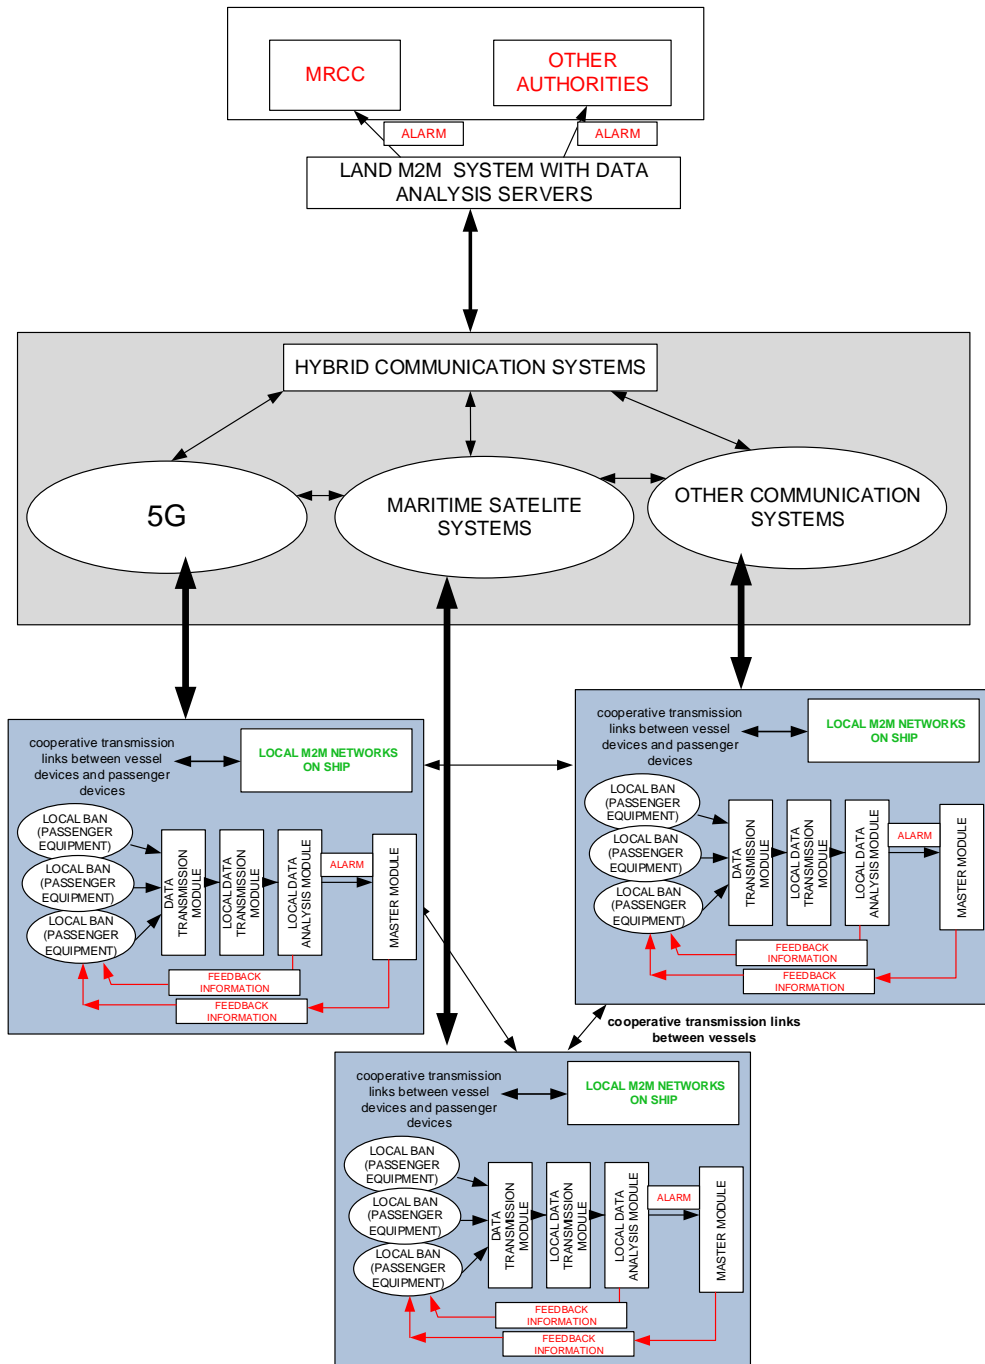 MRCC
OTHER
AUTHORITIES
ALARM
ALARM
LAND M2M SYSTEM WITH DATA
ANALYSIS SERVERS
HYBRID COMMUNICATION SYSTEMS
5G
MARITIME SATELITE
SYSTEMS
OTHER COMMUNICATION
SYSTEMS
cooperative transmission
links between vessel
devices and passenger
devices
LOCAL M2M NETWORKS
ON SHIP
LOCAL BAN
(PASSENGER
EQUIPMENT)
LOCAL BAN
(PASSENGER
EQUIPMENT)
LOCAL BAN
(PASSENGER
EQUIPMENT)
DATA
TRANSMISSION
MODULE
LOCAL DATA
TRANSMISSION
MODULE
LOCAL DATA
ANALYSIS MODULE
ALARM
MASTER MODULE
FEEDBACK
INFORMATION
FEEDBACK
INFORMATION
cooperative transmission
links between vessel
devices and passenger
devices
LOCAL M2M NETWORKS
ON SHIP
LOCAL BAN
(PASSENGER
EQUIPMENT)
LOCAL BAN
(PASSENGER
EQUIPMENT)
LOCAL BAN
(PASSENGER
EQUIPMENT)
DATA
TRANSMISSION
MODULE
LOCAL DATA
TRANSMISSION
MODULE
LOCAL DATA
ANALYSIS MODULE
ALARM
MASTER MODULE
FEEDBACK
INFORMATION
FEEDBACK
INFORMATION
cooperative transmission links
between vessels
cooperative transmission
links between vessel
devices and passenger
devices
LOCAL M2M NETWORKS
ON SHIP
LOCAL BAN
(PASSENGER
EQUIPMENT)
LOCAL BAN
(PASSENGER
EQUIPMENT)
LOCAL BAN
(PASSENGER
EQUIPMENT)
DATA
TRANSMISSION
MODULE
LOCAL DATA
TRANSMISSION
MODULE
LOCAL DATA
ANALYSIS MODULE
ALARM
MASTER MODULE
FEEDBACK
INFORMATION
FEEDBACK
INFORMATION